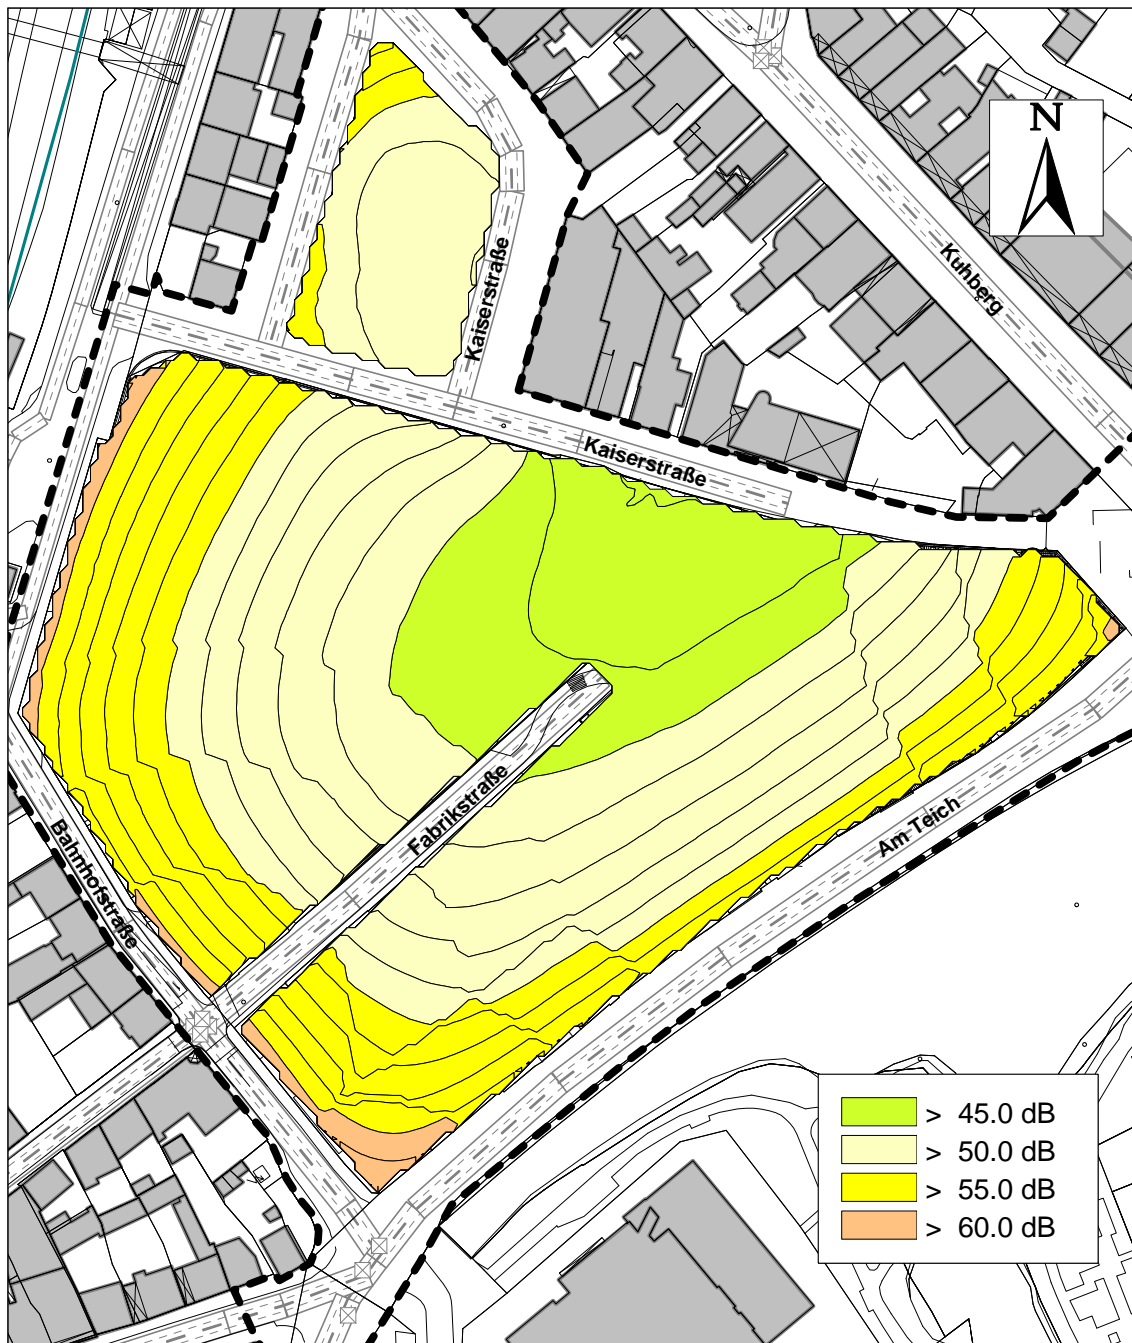 N
Kuhberg
Kaiserstraße
Kaiserstraße
Fabrikstraße
Am Teich
Bahnhofstraße
> 45.0 dB
> 50.0 dB
> 55.0 dB
> 60.0 dB